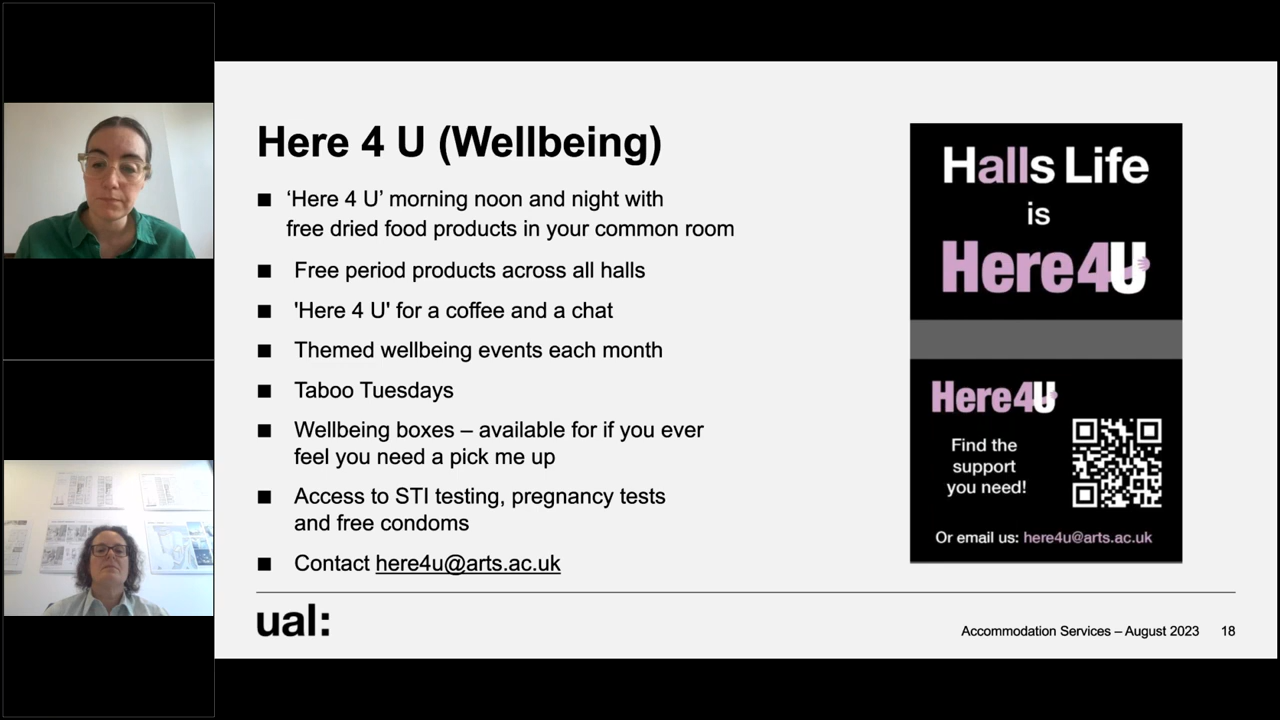 Here 4 U (Wellbeing)
■ ‘Here 4 U’ morning noon and night with
free dried food products in your common room
■ Free period products across all halls
■ 'Here 4 U' for a coffee and a chat
■ Themed wellbeing events each month
■ Taboo Tuesdays
■ Wellbeing boxes – available for if you ever
feel you need a pick me up
■ Access to STI testing, pregnancy tests
and free condoms
■ Contact here4u@arts.ac.uk
Halls Life
is
Here4U
Here4U
Find the
support
you need!
Or email us: here4u@arts.ac.uk
ual:
Accommodation Services – August 2023 18